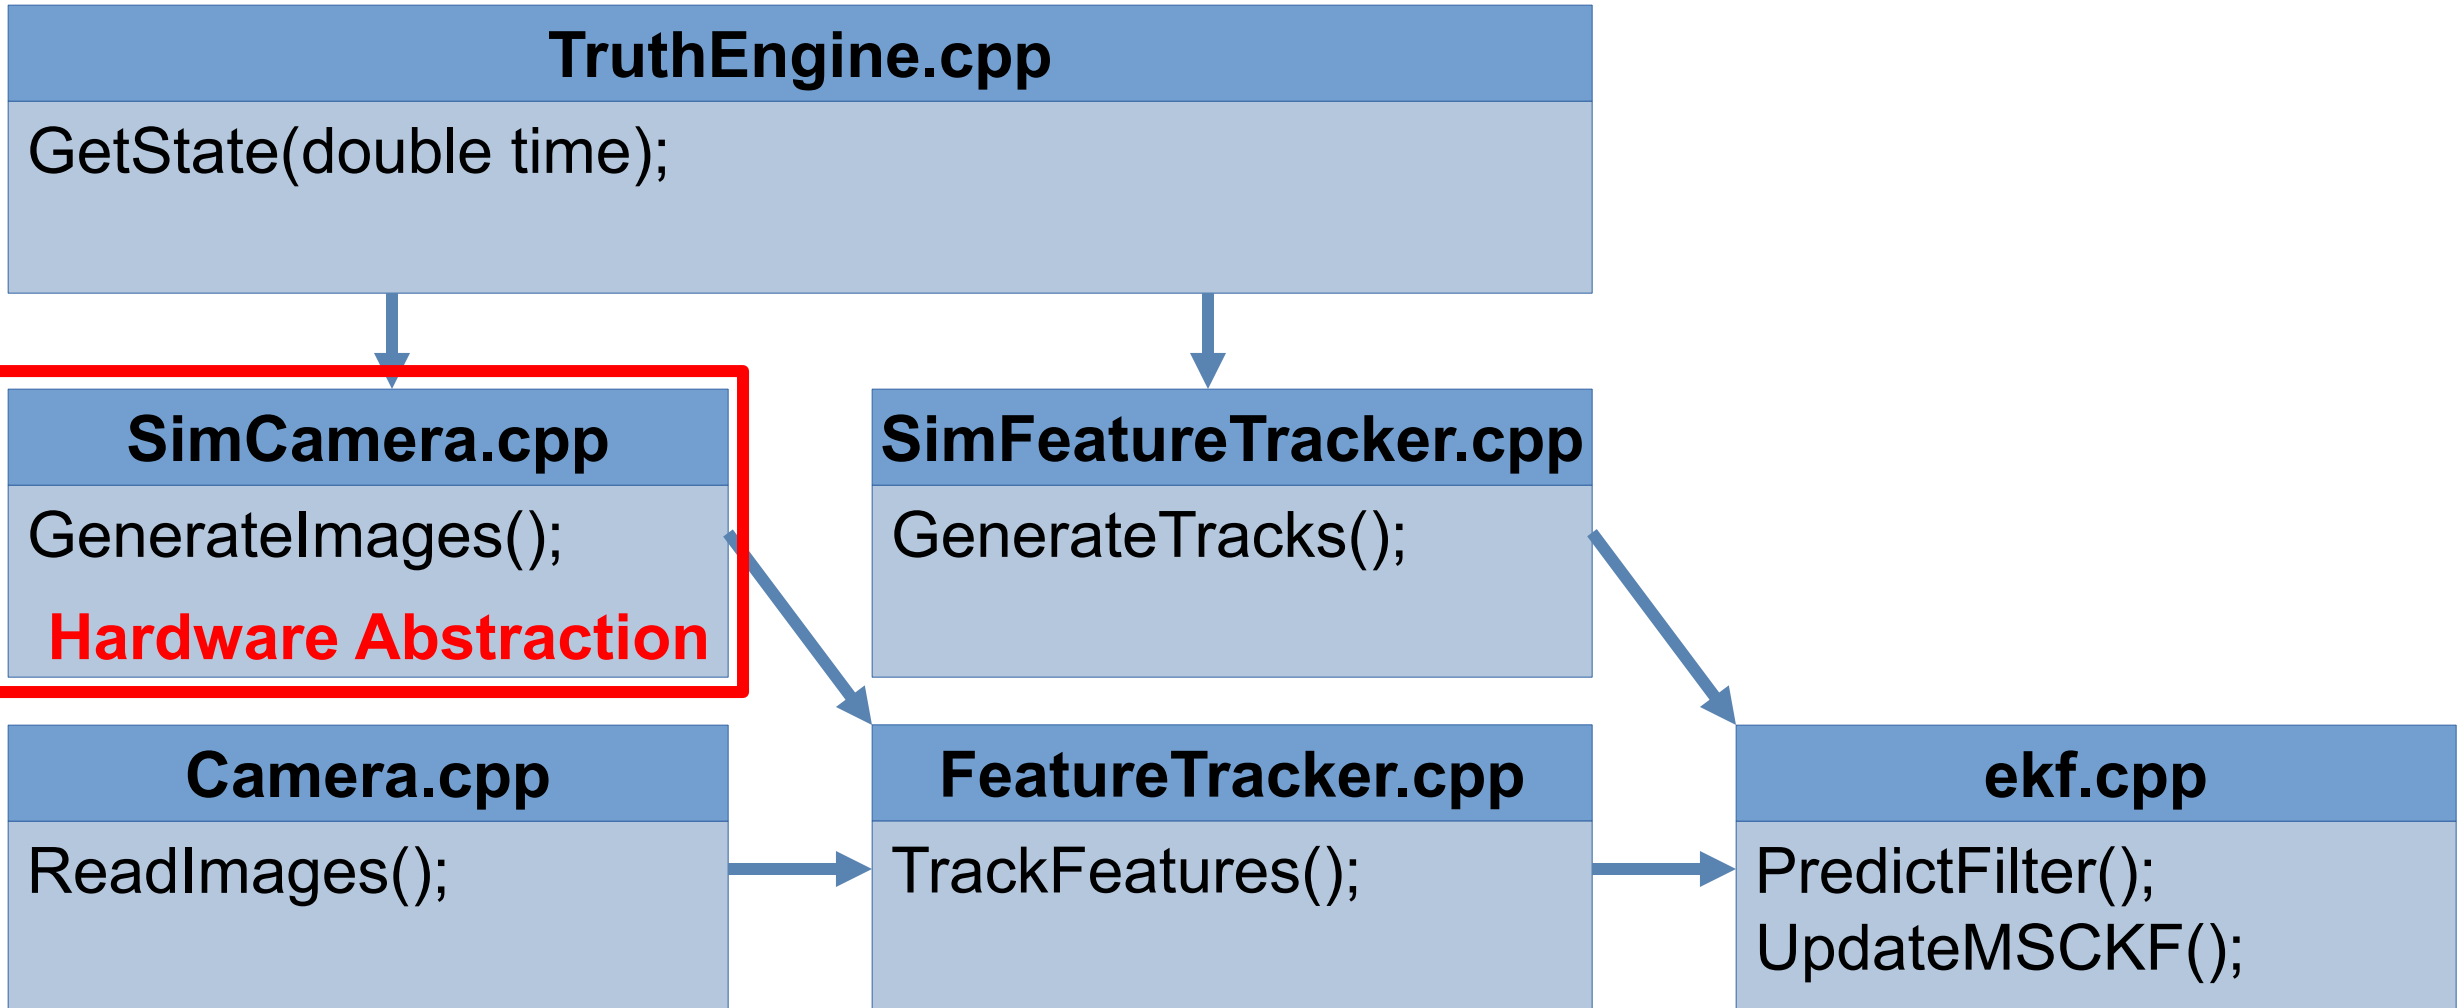 TruthEngine.cpp
GetState(double time);
SimCamera.cpp
GenerateImages();
Hardware Abstraction
SimFeatureTracker.cpp
GenerateTracks();
Camera.cpp
ReadImages();
FeatureTracker.cpp
TrackFeatures();
ekf.cpp
PredictFilter();
UpdateMSCKF();